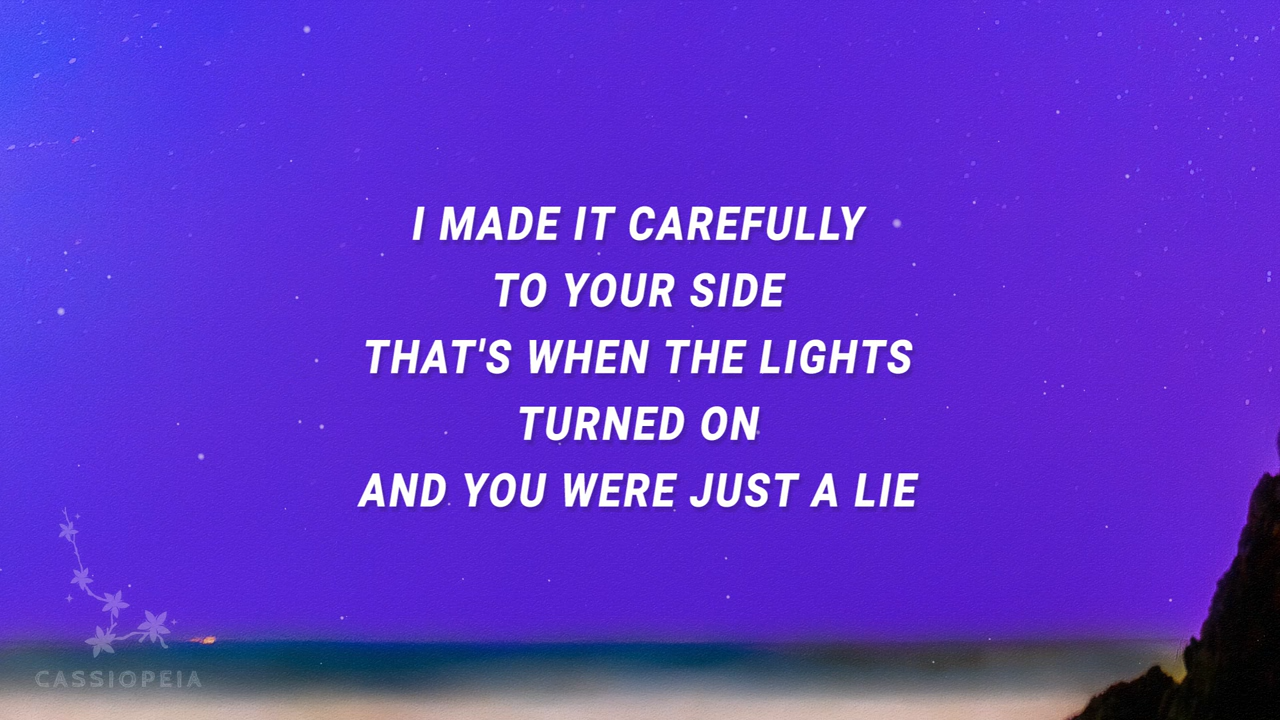 I MADE IT CAREFULLY
TO YOUR SIDE
THAT'S WHEN THE LIGHTS
TURNED ON
AND YOU WERE JUST A LIE
CASSIOPEIA